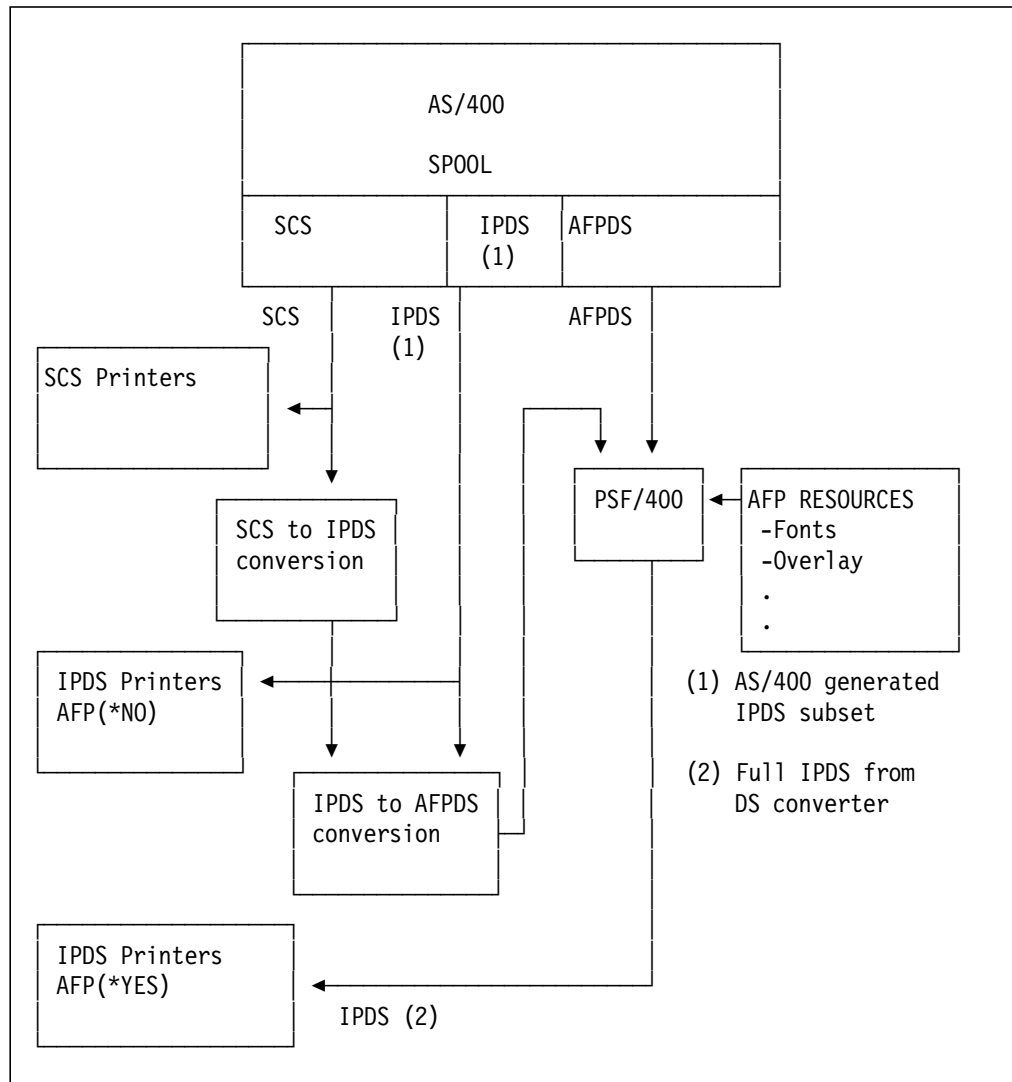 AS/400
SPOOL
SCS
IPDS
(1)
AFPDS
SCS
IPDS
(1)
AFPDS
SCS Printers
PSF/400
AFP RESOURCES
-Fonts
-Overlay
.
.
SCS to IPDS
conversion
IPDS Printers
AFP(*NO)
(1) AS/400 generated
IPDS subset
(2) Full IPDS from
DS converter
IPDS to AFPDS
conversion
IPDS Printers
AFP(*YES)
IPDS (2)